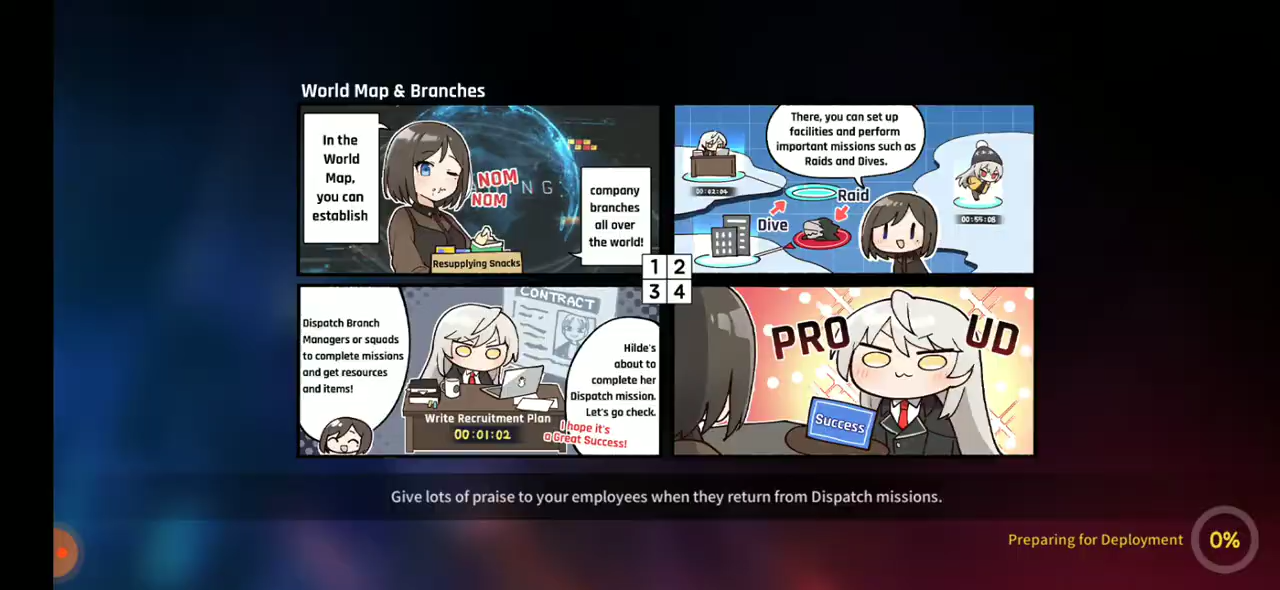 World Map & Branches
In the
World
Map,
you can
establish
NOM
NOM
company
branches
all over
the world!
Resupplying Snacks
There, you can set up
facilities and perform
important missions such as
Raids and Dives.
00:02:04
Raid
Dive
00:55:05
1 2
3 4
Dispatch Branch
Managers or squads
to complete missions
and get resources
and items!
CONTRACT
Hilde's
about to
complete her
Dispatch mission.
Let's go check.
Write Recruitment Plan
00:01:02
I hope it's
a Great Success!
PRO UD
Success
Give lots of praise to your employees when they return from Dispatch missions.
Preparing for Deployment 0%